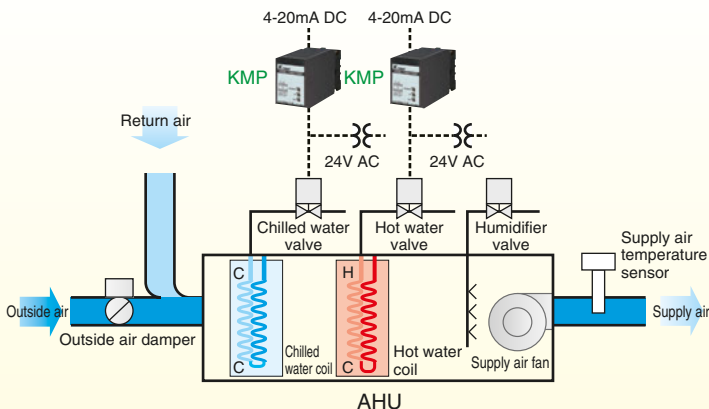 4-20mA DC
4-20mA DC
KMP
KMP
Return air
24V AC
24V AC
Chilled water
valve
Hot water
valve
Humidifier
valve
Supply air
temperature
sensor
C
H
Outside air
Supply air
Outside air damper
Chilled
water coil
Hot water
coil
Supply air fan
C
C
AHU